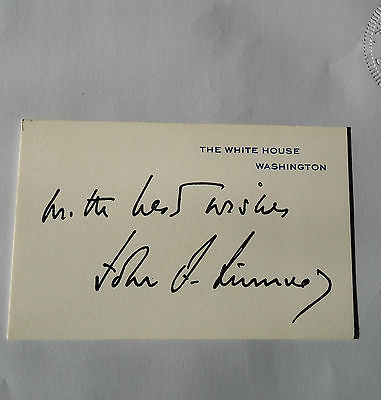 THE WHITE HOUSE
WASHINGTON
with best wishes
John F. Kennedy